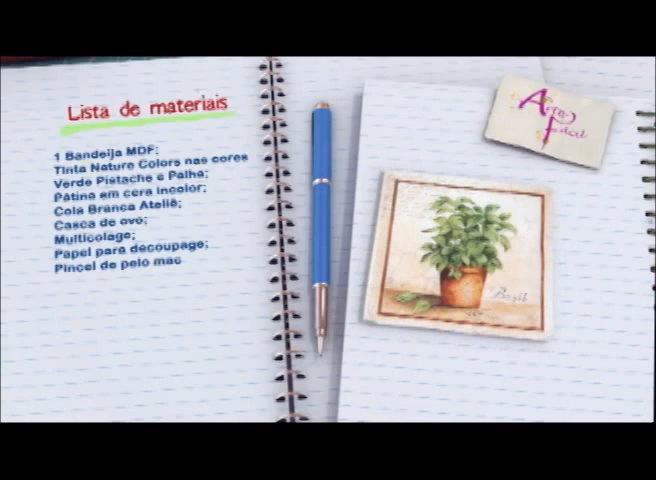 Lista de materiais
1 Bandeija MDF;
Tinta Nature Colors nas cores
Verde Pistache e Palha;
Pátina em cera incolor;
Cola Branca Ateliê;
Casca de ovo;
Multicolage;
Papel para decoupage;
Pincel de pelo mac
Arte
Fácil
Basil